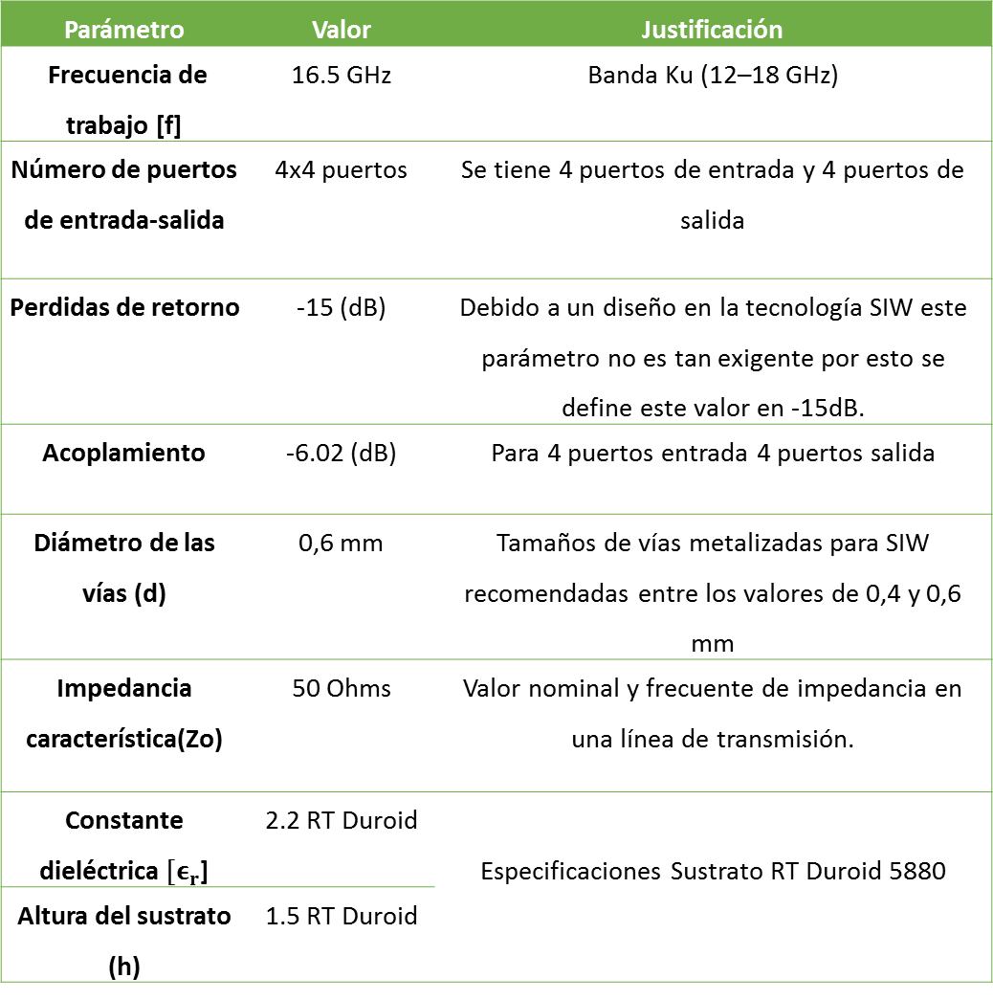 Parámetro Valor Justificación
Frecuencia de 16.5 GHz Banda Ku (12–18 GHz)
trabajo [f]
Número de puertos 4x4 puertos Se tiene 4 puertos de entrada y 4 puertos de
de entrada-salida salida
Perdidas de retorno -15 (dB) Debido a un diseño en la tecnología SIW este
parámetro no es tan exigente por esto se
define este valor en -15dB.
Acoplamiento -6.02 (dB) Para 4 puertos entrada 4 puertos salida
Diámetro de las 0,6 mm Tamaños de vías metalizadas para SIW
vías (d) recomendadas entre los valores de 0,4 y 0,6
mm
Impedancia 50 Ohms Valor nominal y frecuente de impedancia en
característica(Zo) una línea de transmisión.
Constante 2.2 RT Duroid
dieléctrica [ϵr] Especificaciones Sustrato RT Duroid 5880
Altura del sustrato 1.5 RT Duroid
(h)